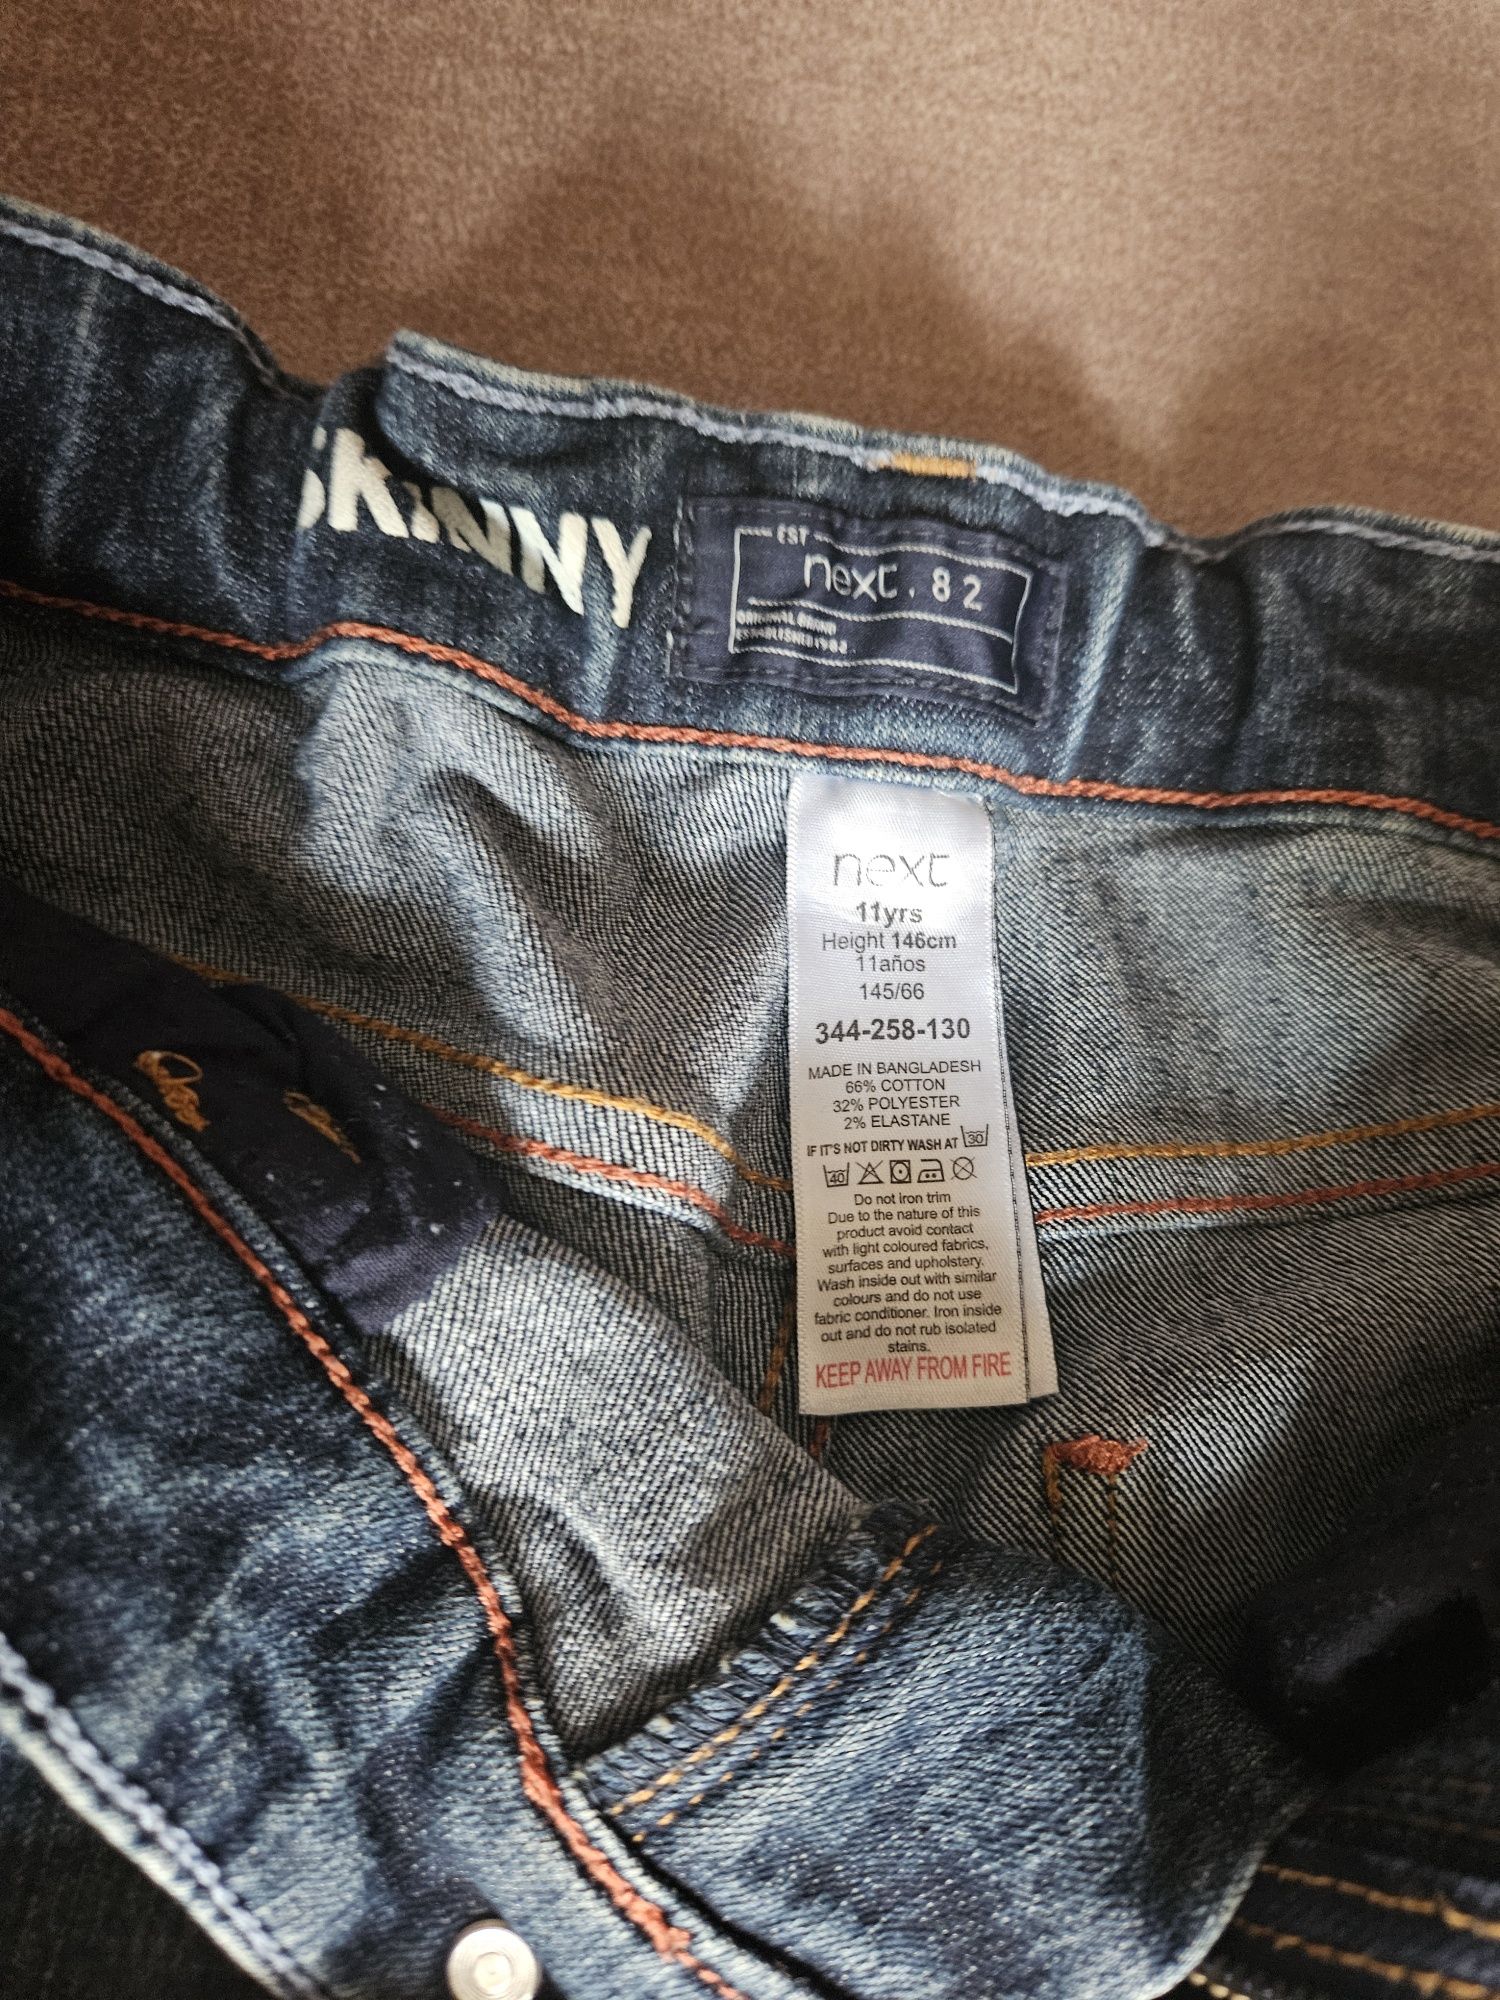 SKINNY
EST
next.82
ORIGINAL BRAND
ESTABLISHED 1982
next
11yrs
Height 146cm
11años
145/66
344-258-130
MADE IN BANGLADESH
66% COTTON
32% POLYESTER
2% ELASTANE
IF IT'S NOT DIRTY WASH AT 30
40
Do not iron trim
Due to the nature of this
product avoid contact
with light coloured fabrics,
surfaces and upholstery.
Wash inside out with similar
colours and do not use
fabric conditioner. Iron inside
out and do not rub isolated
stains.
KEEP AWAY FROM FIRE